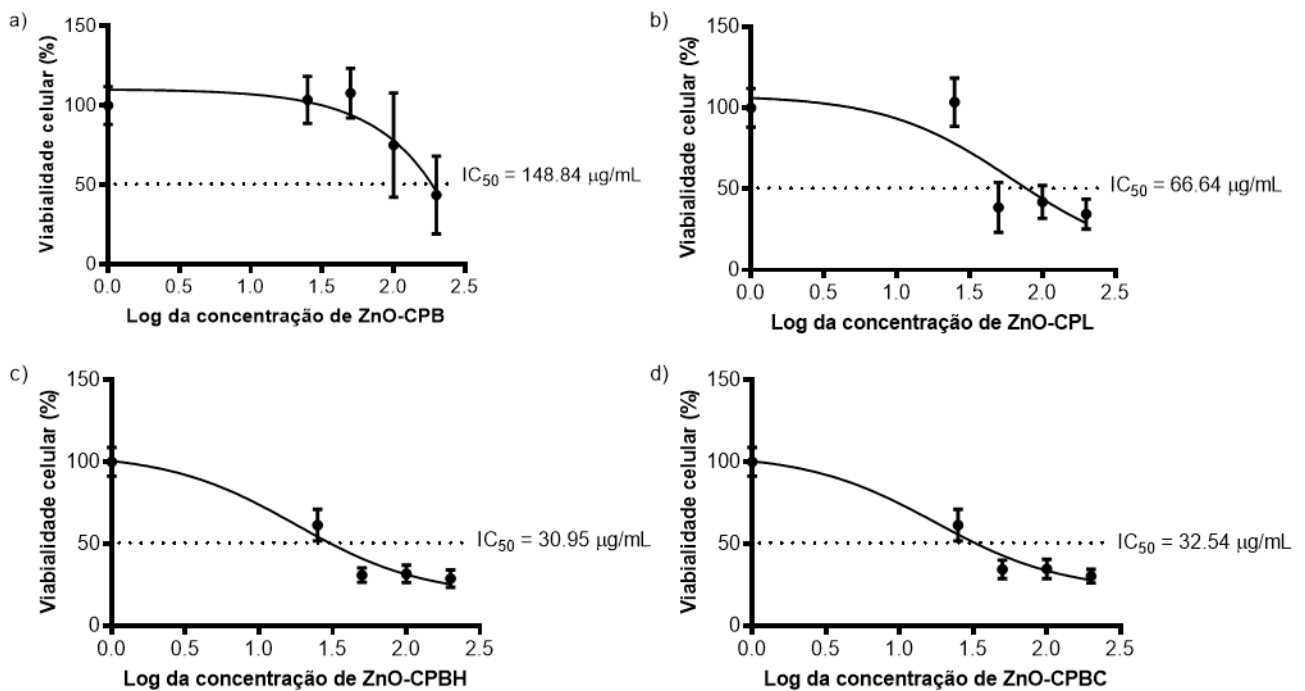 a)
Viabialidade celular (%)
150
100
50
0
0.0 0.5 1.0 1.5 2.0 2.5
Log da concentração de ZnO-CPB
IC50 = 148.84 μg/mL
b)
Viabialidade celular (%)
150
100
50
0
0.0 0.5 1.0 1.5 2.0 2.5
Log da concentração de ZnO-CPL
IC50 = 66.64 μg/mL
c)
Viabialidade celular (%)
150
100
50
0
0.0 0.5 1.0 1.5 2.0 2.5
Log da concentração de ZnO-CPBH
IC50 = 30.95 μg/mL
d)
Viabialidade celular (%)
150
100
50
0
0.0 0.5 1.0 1.5 2.0 2.5
Log da concentração de ZnO-CPBC
IC50 = 32.54 μg/mL